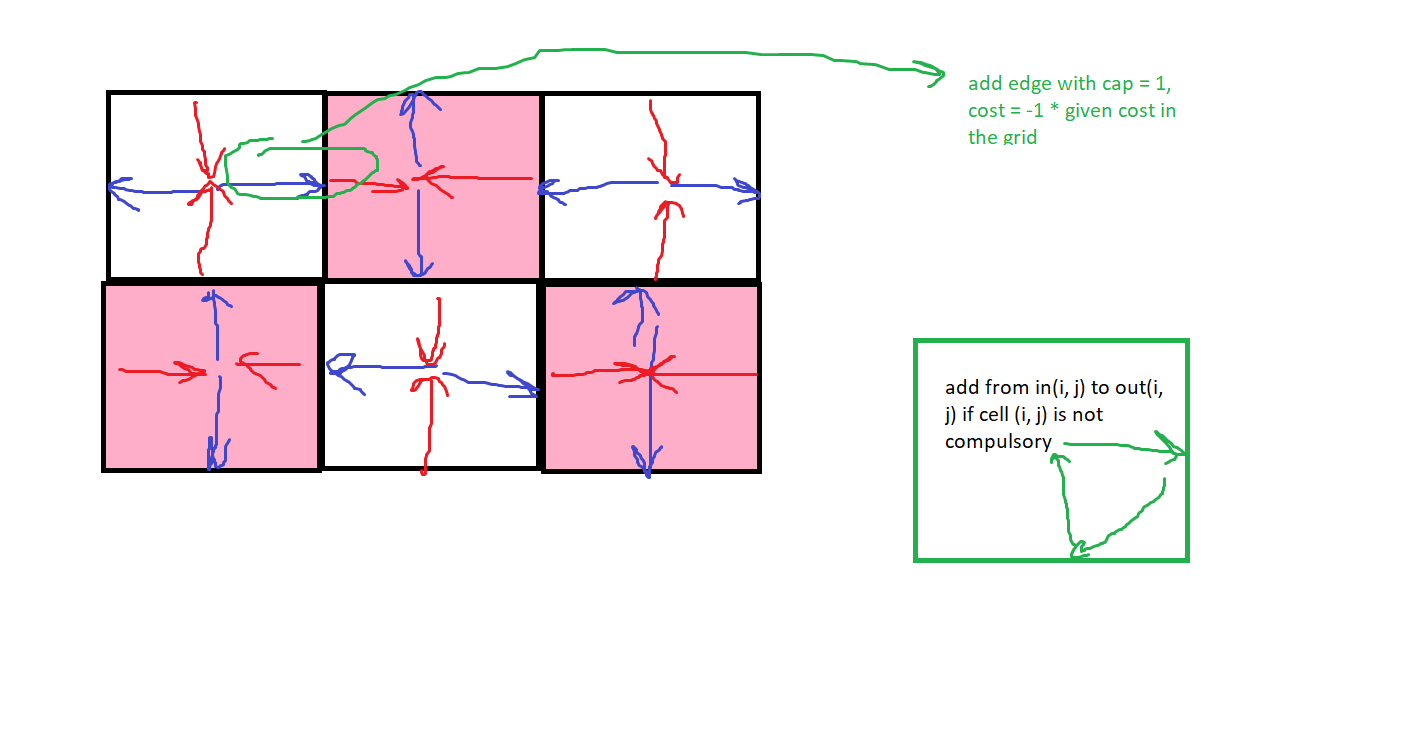 add edge with cap = 1,
cost = -1 * given cost in
the grid
add from in(i, j) to out(i,
j) if cell (i, j) is not
compulsory